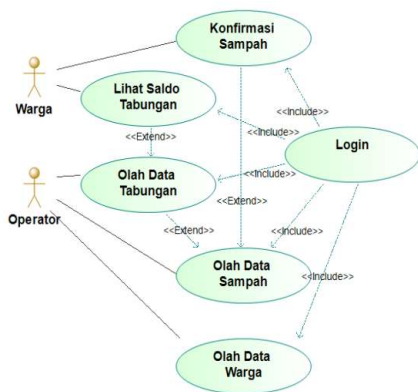 Konfirmasi
Sampah
Warga
Lihat Saldo
Tabungan
<<Include>>
<<Include>>
<<Extend>>
Login
Operator
Olah Data
Tabungan
<<Include>>
<<Extend>>
<<Extend>>
<<Include>>
Olah Data
Sampah
<<Include>>
Olah Data
Warga